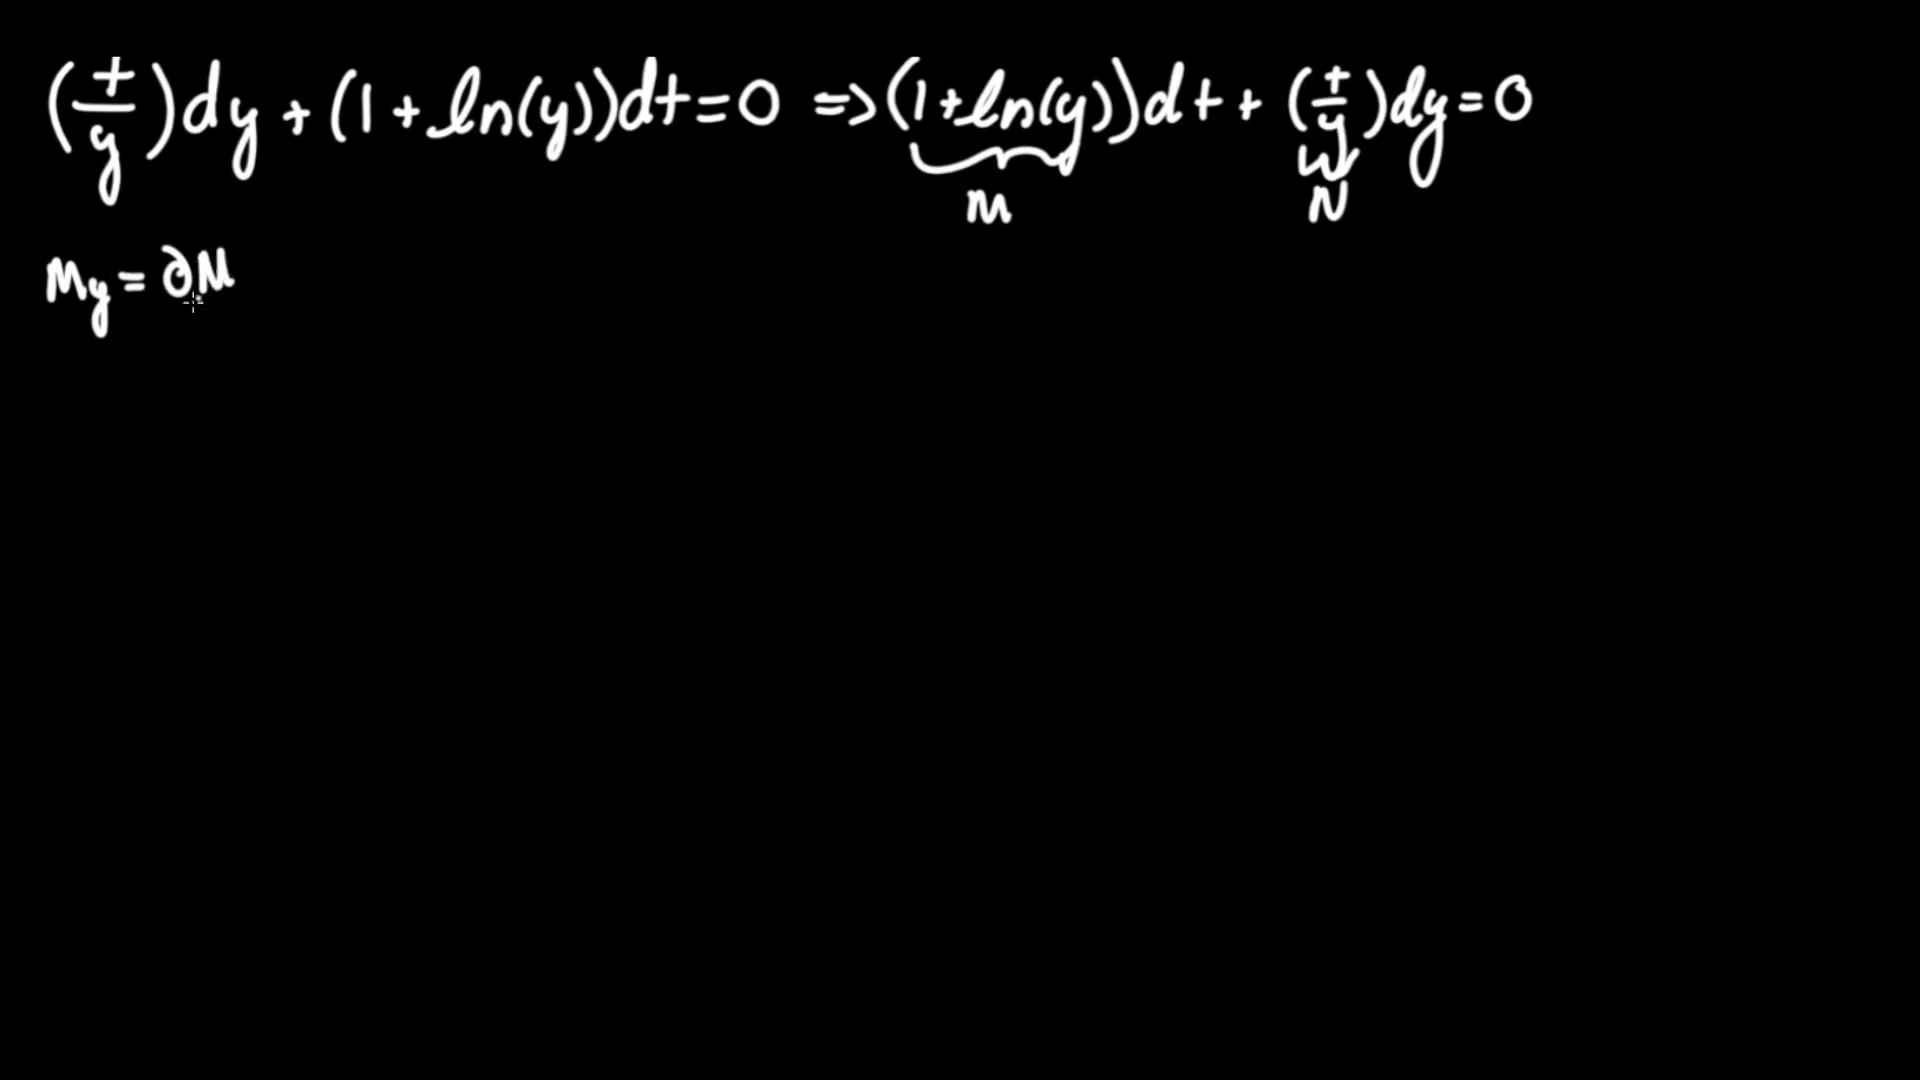 (t/y)dy + (1 + ln(y))dt = 0 ⇒ (1 + ln(y))dt + (t/y)dy = 0
M N
My = ∂M